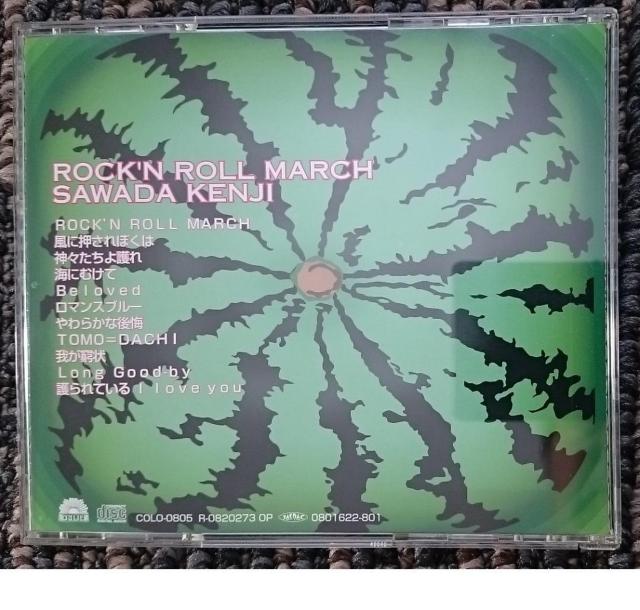 ROCK'N ROLL MARCH
SAWADA KENJI
ROCK'N ROLL MARCH
風に押されぼくは
神々たちよ護れ
海にむけて
Beloved
ロマンスブルー
やわらかな後悔
TOMO=DACHI
我が窮状
Long Good-by
護られている I love you
COLO-0805 R-0820273 OP 0801622-801